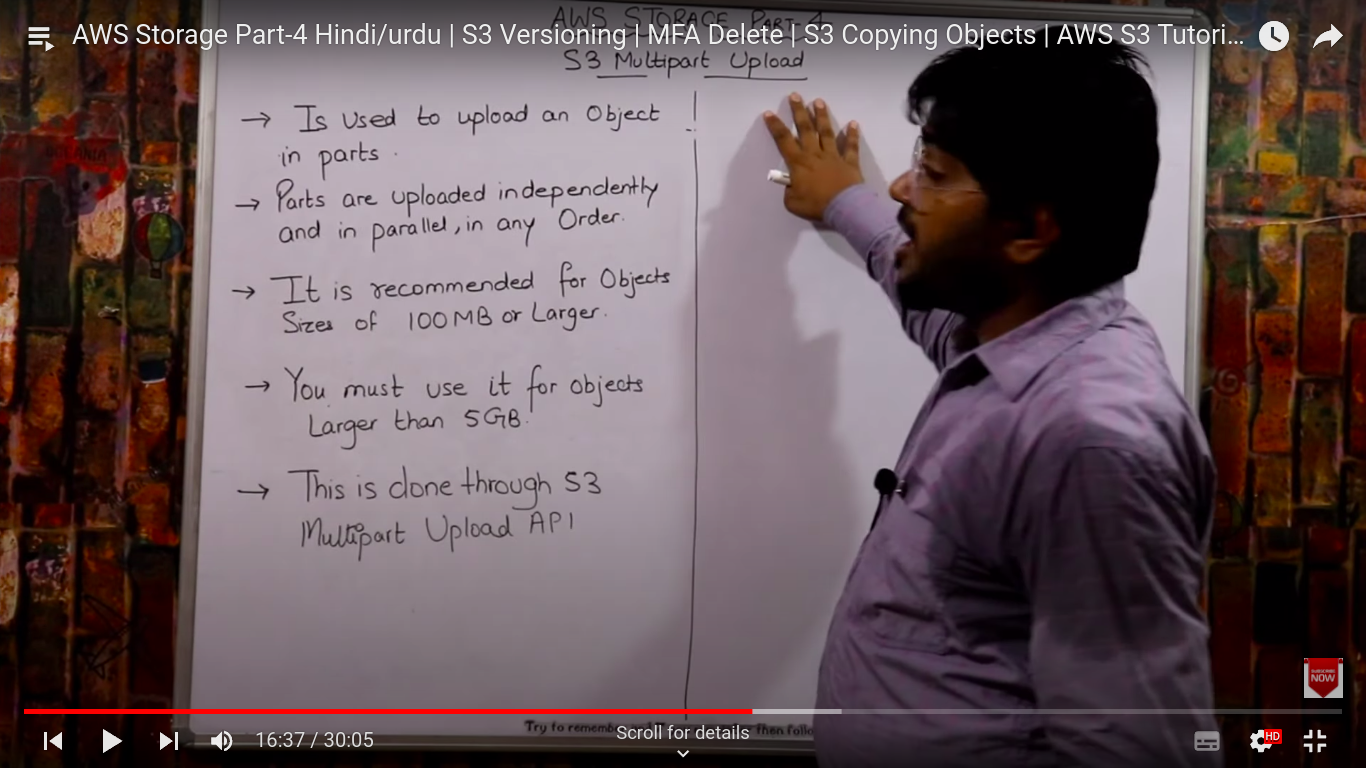 AWS STORAGE PART-4
AWS Storage Part-4 Hindi/urdu | S3 Versioning | MFA Delete | S3 Copying Objects | AWS S3 Tutori...
S3 Multipart Upload
→ Is used to upload an Object
in parts.
→ Parts are uploaded independently
and in parallel, in any Order.
→ It is recommended for Objects
Sizes of 100MB or Larger.
→ You must use it for objects
Larger than 5GB.
→ This is done through S3
Multipart Upload API
OCEANIA
SUBSCRIBE
NOW
Try to remember
Then follo
16:37 / 30:05
Scroll for details
HD